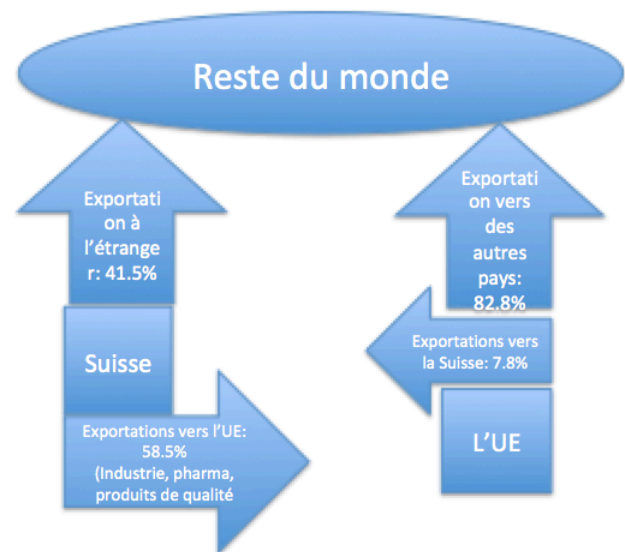 Reste du monde
Exportati
on à
l'étrange
r: 41.5%
Exportati
on vers
des
autres
pays:
82.8%
Suisse
Exportations vers
la Suisse: 7.8%
Exportations vers l'UE:
58.5%
(Industrie, pharma,
produits de qualité
L'UE